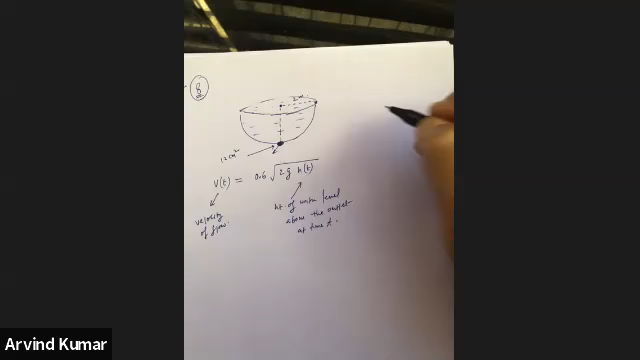 8
2 m
12 cm²
V(t) = 0.6 √2g h(t)
velocity
of flow.
ht. of water level
above the outlet
at time t.
Arvind Kumar